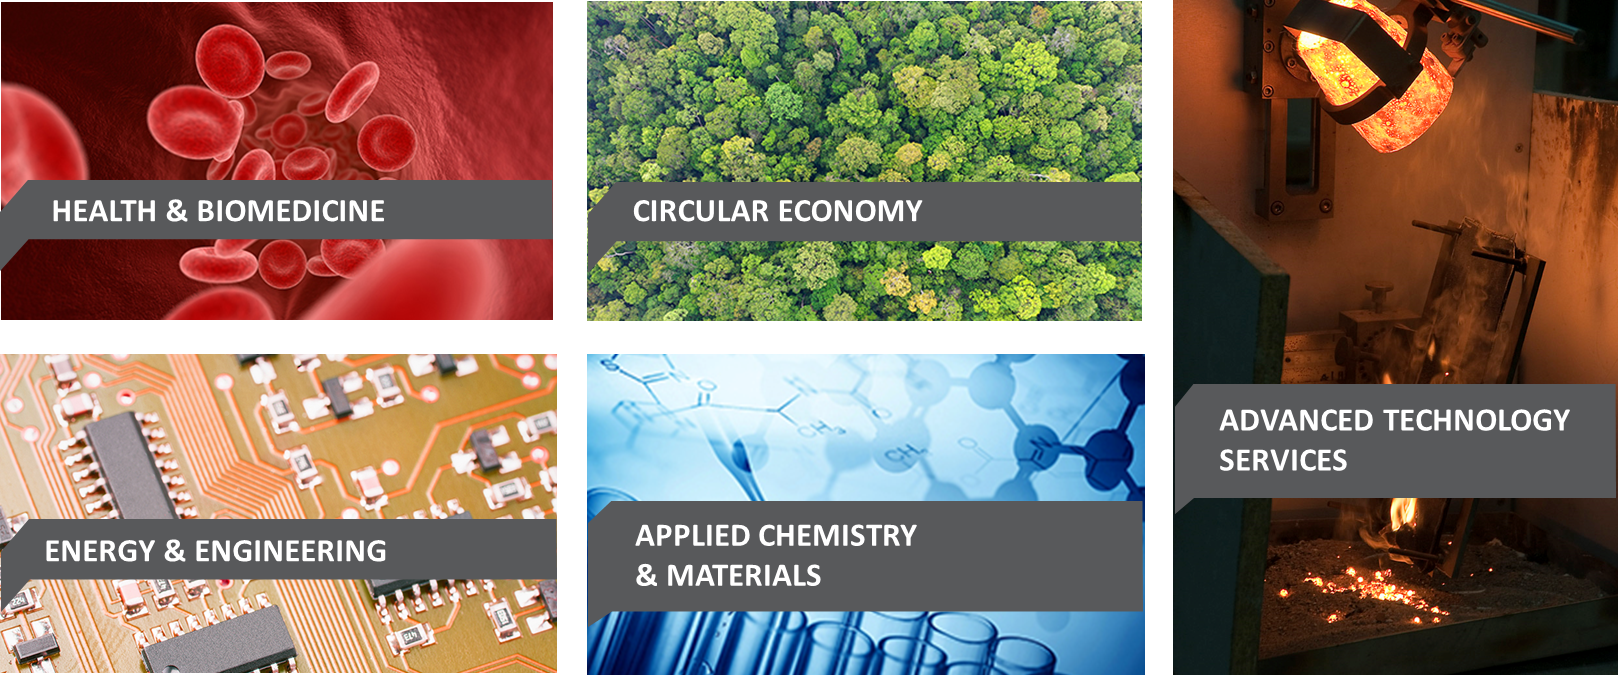 HEALTH & BIOMEDICINE
CIRCULAR ECONOMY
ENERGY & ENGINEERING
APPLIED CHEMISTRY
& MATERIALS
ADVANCED TECHNOLOGY
SERVICES